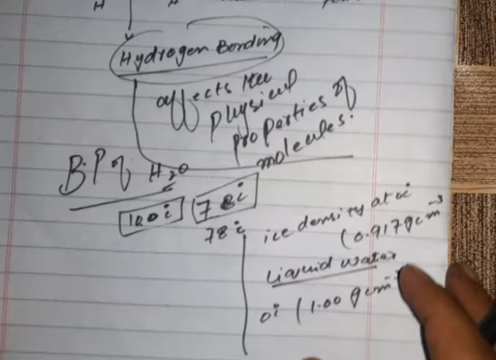 H
H
Hydrogen Bonding
affects the
physical
properties of
molecules.
BP of H₂O
100°C 78°C
78°C
ice density at 0°C
(0.917 g cm⁻³
Liquid water
0°C (1.00 g cm⁻³